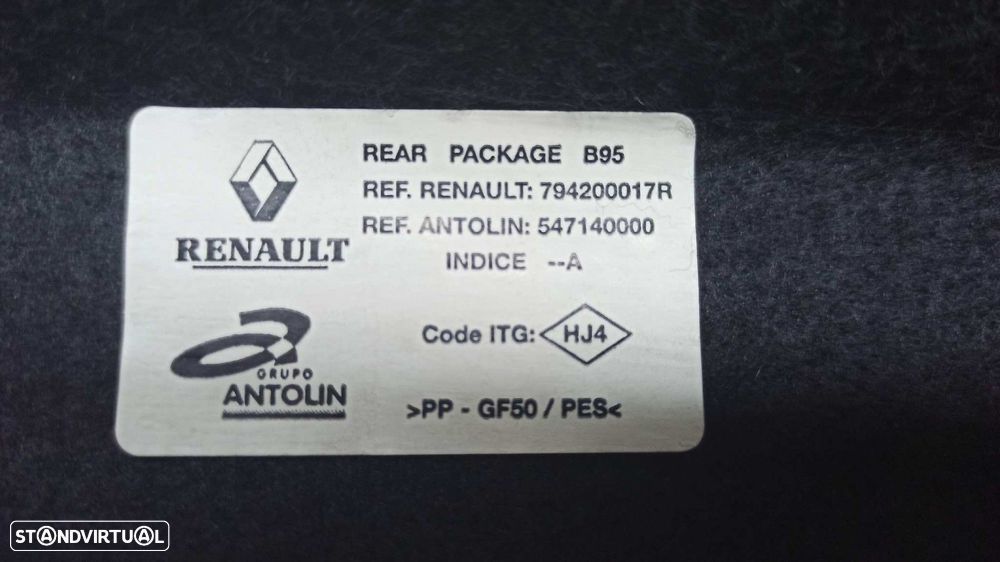 REAR PACKAGE B95
REF. RENAULT: 794200017R
REF. ANTOLIN: 547140000
INDICE --A
RENAULT
Code ITG: HJ4
GRUPO
ANTOLIN
>PP - GF50 / PES<
STANDVIRTUAL